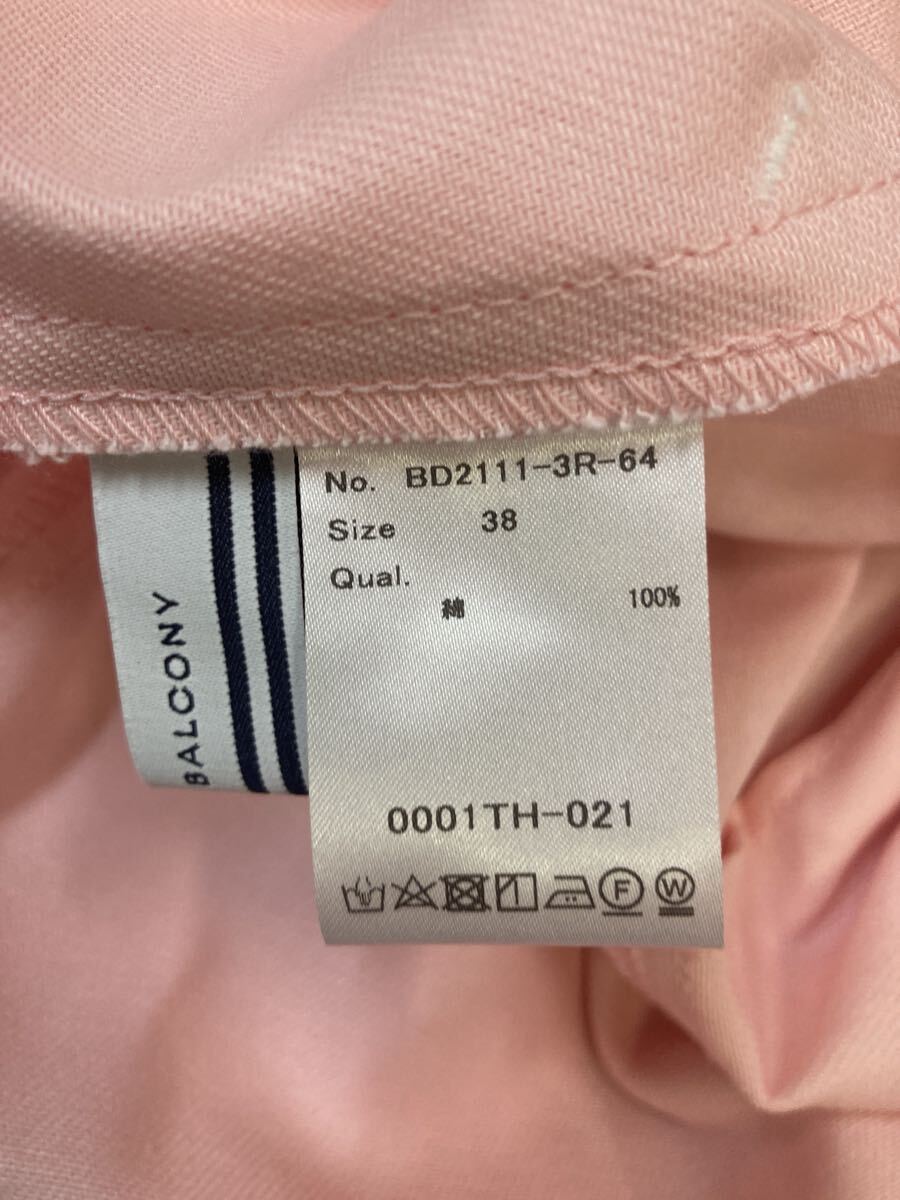 No. BD2111-3R-64
Size 38
Qual.
綿 100%
0001TH-021
F W
BALCONY